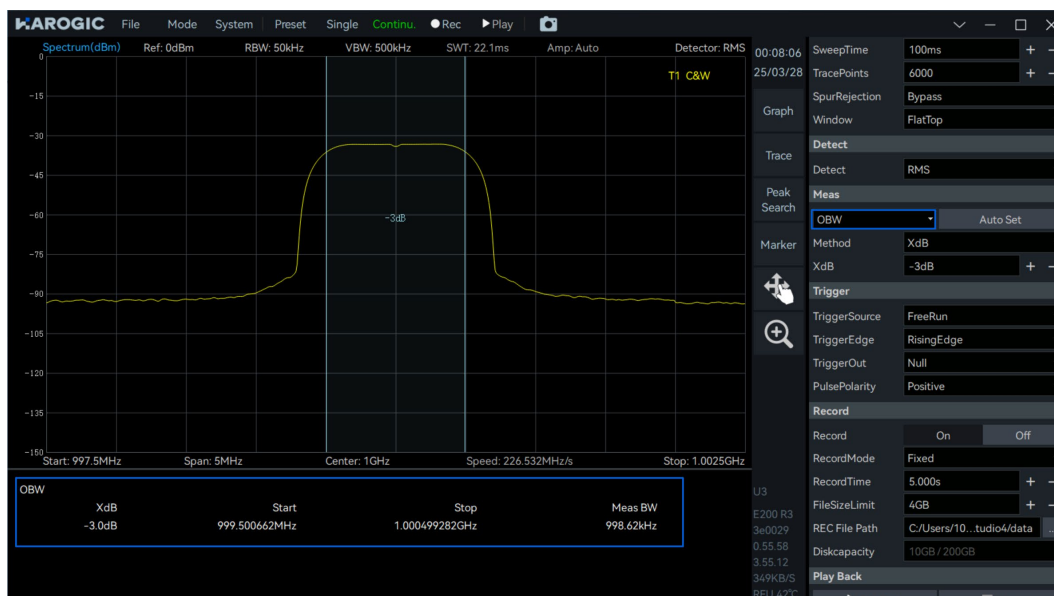 HAROGIC File Mode System Preset Single Continu. Rec Play
Spectrum(dBm) Ref: 0dBm RBW: 50kHz VBW: 500kHz SWT: 22.1ms Amp: Auto Detector: RMS
T1 C&W
0
-15
-30
-45
-60
-75
-90
-105
-120
-135
-150
-3dB
Start: 997.5MHz Span: 5MHz Center: 1GHz Speed: 226.532MHz/s Stop: 1.0025GHz
OBW
XdB Start Stop Meas BW
-3.0dB 999.500662MHz 1.000499282GHz 998.62kHz
00:08:06
25/03/28
Graph
Trace
Peak
Search
Marker
U3
E200 R3
3e0029
0.55.58
3.55.12
349KB/S
SweepTime 100ms + -
TracePoints 6000 + -
SpurRejection Bypass
Window FlatTop
Detect
Detect RMS
Meas
OBW Auto Set
Method XdB
XdB -3dB + -
Trigger
TriggerSource FreeRun
TriggerEdge RisingEdge
TriggerOut Null
PulsePolarity Positive
Record
Record On Off
RecordMode Fixed
RecordTime 5.000s + -
FileSizeLimit 4GB + -
REC File Path C:/Users/10...tudio4/data ...
Diskcapacity 10GB / 200GB
Play Back